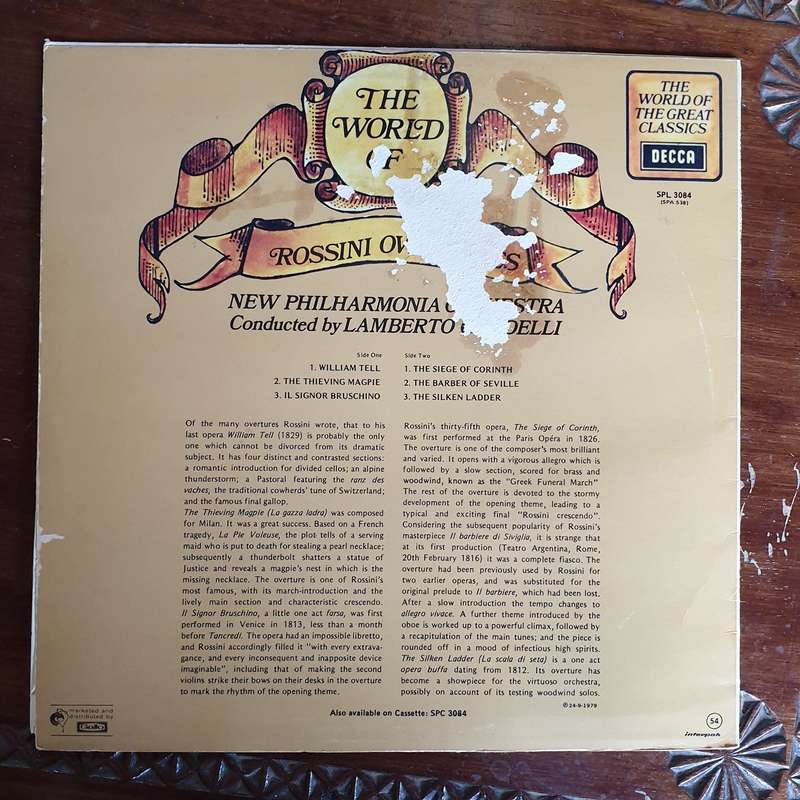 THE
WORLD
OF
ROSSINI
NEW PHILHARMONIA
Conducted by LAMBERTO
THE
WORLD OF
THE GREAT
CLASSICS
DECCA
SPL 3084
(SPA 538)
Side One
1. WILLIAM TELL
2. THE THIEVING MAGPIE
3. IL SIGNOR BRUSCHINO
Side Two
1. THE SIEGE OF CORINTH
2. THE BARBER OF SEVILLE
3. THE SILKEN LADDER
Of the many overtures Rossini wrote, that to his
last opera William Tell (1829) is probably the only
one which cannot be divorced from its dramatic
subject. It has four distinct and contrasted sections:
a romantic introduction for divided cellos; an alpine
thunderstorm; a Pastoral featuring the ranz des
vaches, the traditional cowherds' tune of Switzerland;
and the famous final gallop.
The Thieving Magpie (La gazza ladra) was composed
for Milan. It was a great success. Based on a French
tragedy, La Pie Voleuse, the plot tells of a serving
maid who is put to death for stealing a pearl necklace;
subsequently a thunderbolt shatters a statue of
Justice and reveals a magpie's nest in which is the
missing necklace. The overture is one of Rossini's
most famous, with its march-introduction and the
lively main section and characteristic crescendo.
Il Signor Bruschino, a little one act farsa, was first
performed in Venice in 1813, less than a month
before Tancredi. The opera had an impossible libretto,
and Rossini accordingly filled it "with every extrava-
gance, and every inconsequent and inapposite device
imaginable", including that of making the second
violins strike their bows on their desks in the overture
to mark the rhythm of the opening theme.
Rossini's thirty-fifth opera, The Siege of Corinth,
was first performed at the Paris Opéra in 1826.
The overture is one of the composer's most brilliant
and varied. It opens with a vigorous allegro which is
followed by a slow section, scored for brass and
woodwind, known as the "Greek Funeral March"
The rest of the overture is devoted to the stormy
development of the opening theme, leading to a
typical and exciting final "Rossini crescendo".
Considering the subsequent popularity of Rossini's
masterpiece Il barbiere di Siviglia, it is strange that
at its first production (Teatro Argentina, Rome,
20th February 1816) it was a complete fiasco. The
overture had been previously used by Rossini for
two earlier operas, and was substituted for the
original prelude to Il barbiere, which had been lost.
After a slow introduction the tempo changes to
allegro vivace. A further theme introduced by the
oboe is worked up to a powerful climax, followed by
a recapitulation of the main tunes; and the piece is
rounded off in a mood of infectious high spirits.
The Silken Ladder (La scala di seta) is a one act
opera buffa dating from 1812. Its overture has
become a showpiece for the virtuoso orchestra,
possibly on account of its testing woodwind solos.
℗24-9-1979
Also available on Cassette: SPC 3084
marketed and
distributed by
Gallo
54
interpak